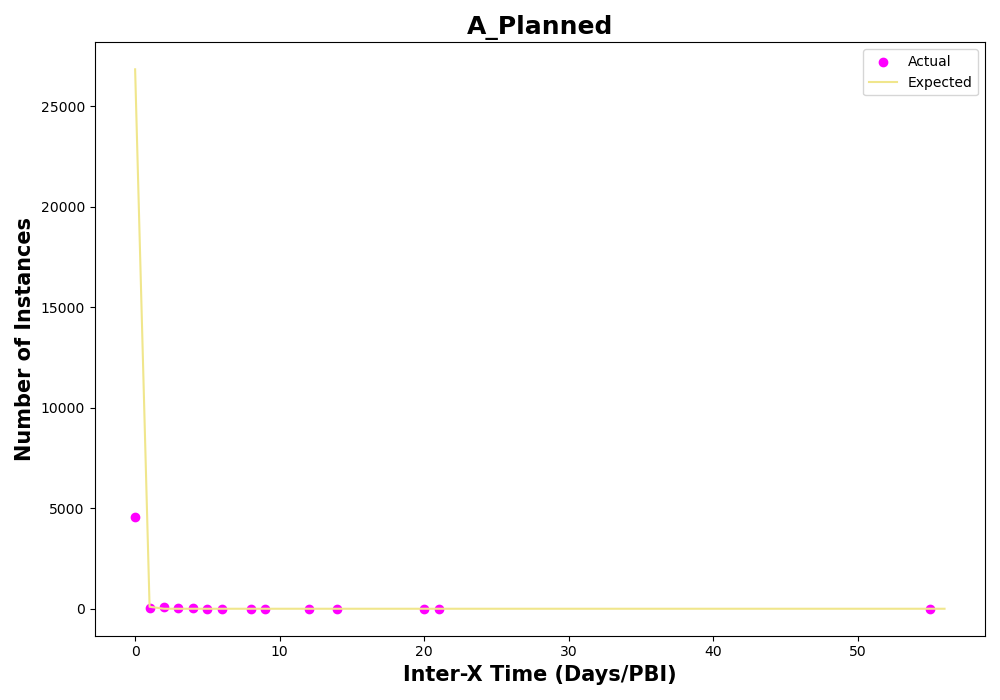 A_Planned
Actual
Expected
25000
20000
15000
10000
5000
0
Number of Instances
0 10 20 30 40 50
Inter-X Time (Days/PBI)